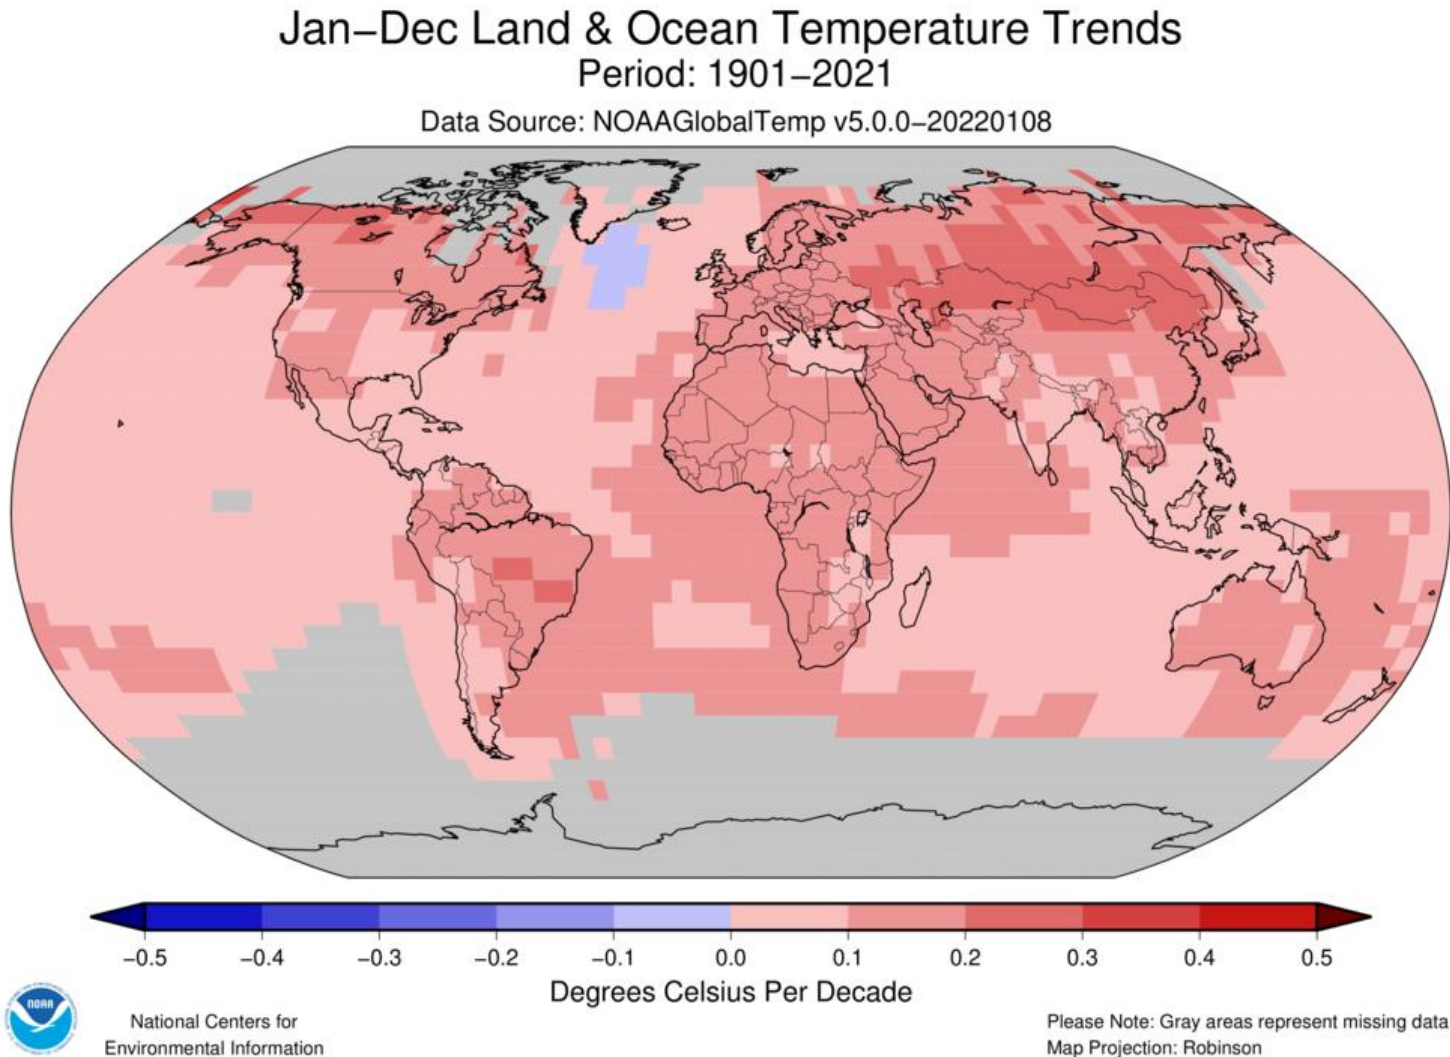 Jan–Dec Land & Ocean Temperature Trends
Period: 1901–2021
Data Source: NOAAGlobalTemp v5.0.0–20220108
−0.5 −0.4 −0.3 −0.2 −0.1 0.0 0.1 0.2 0.3 0.4 0.5
Degrees Celsius Per Decade
NOAA
National Centers for
Environmental Information
Please Note: Gray areas represent missing data
Map Projection: Robinson